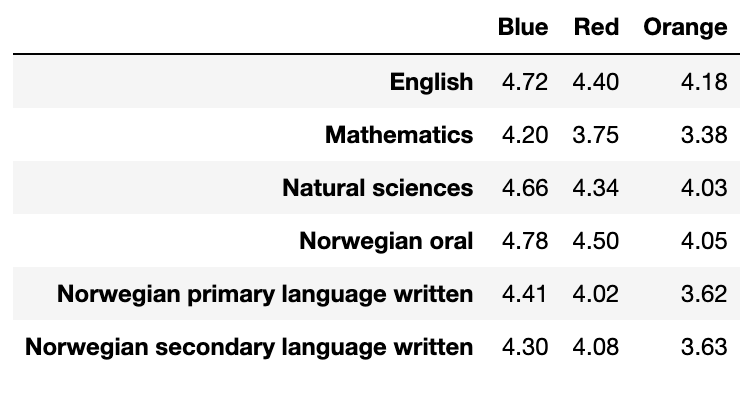 Blue Red Orange
English 4.72 4.40 4.18
Mathematics 4.20 3.75 3.38
Natural sciences 4.66 4.34 4.03
Norwegian oral 4.78 4.50 4.05
Norwegian primary language written 4.41 4.02 3.62
Norwegian secondary language written 4.30 4.08 3.63